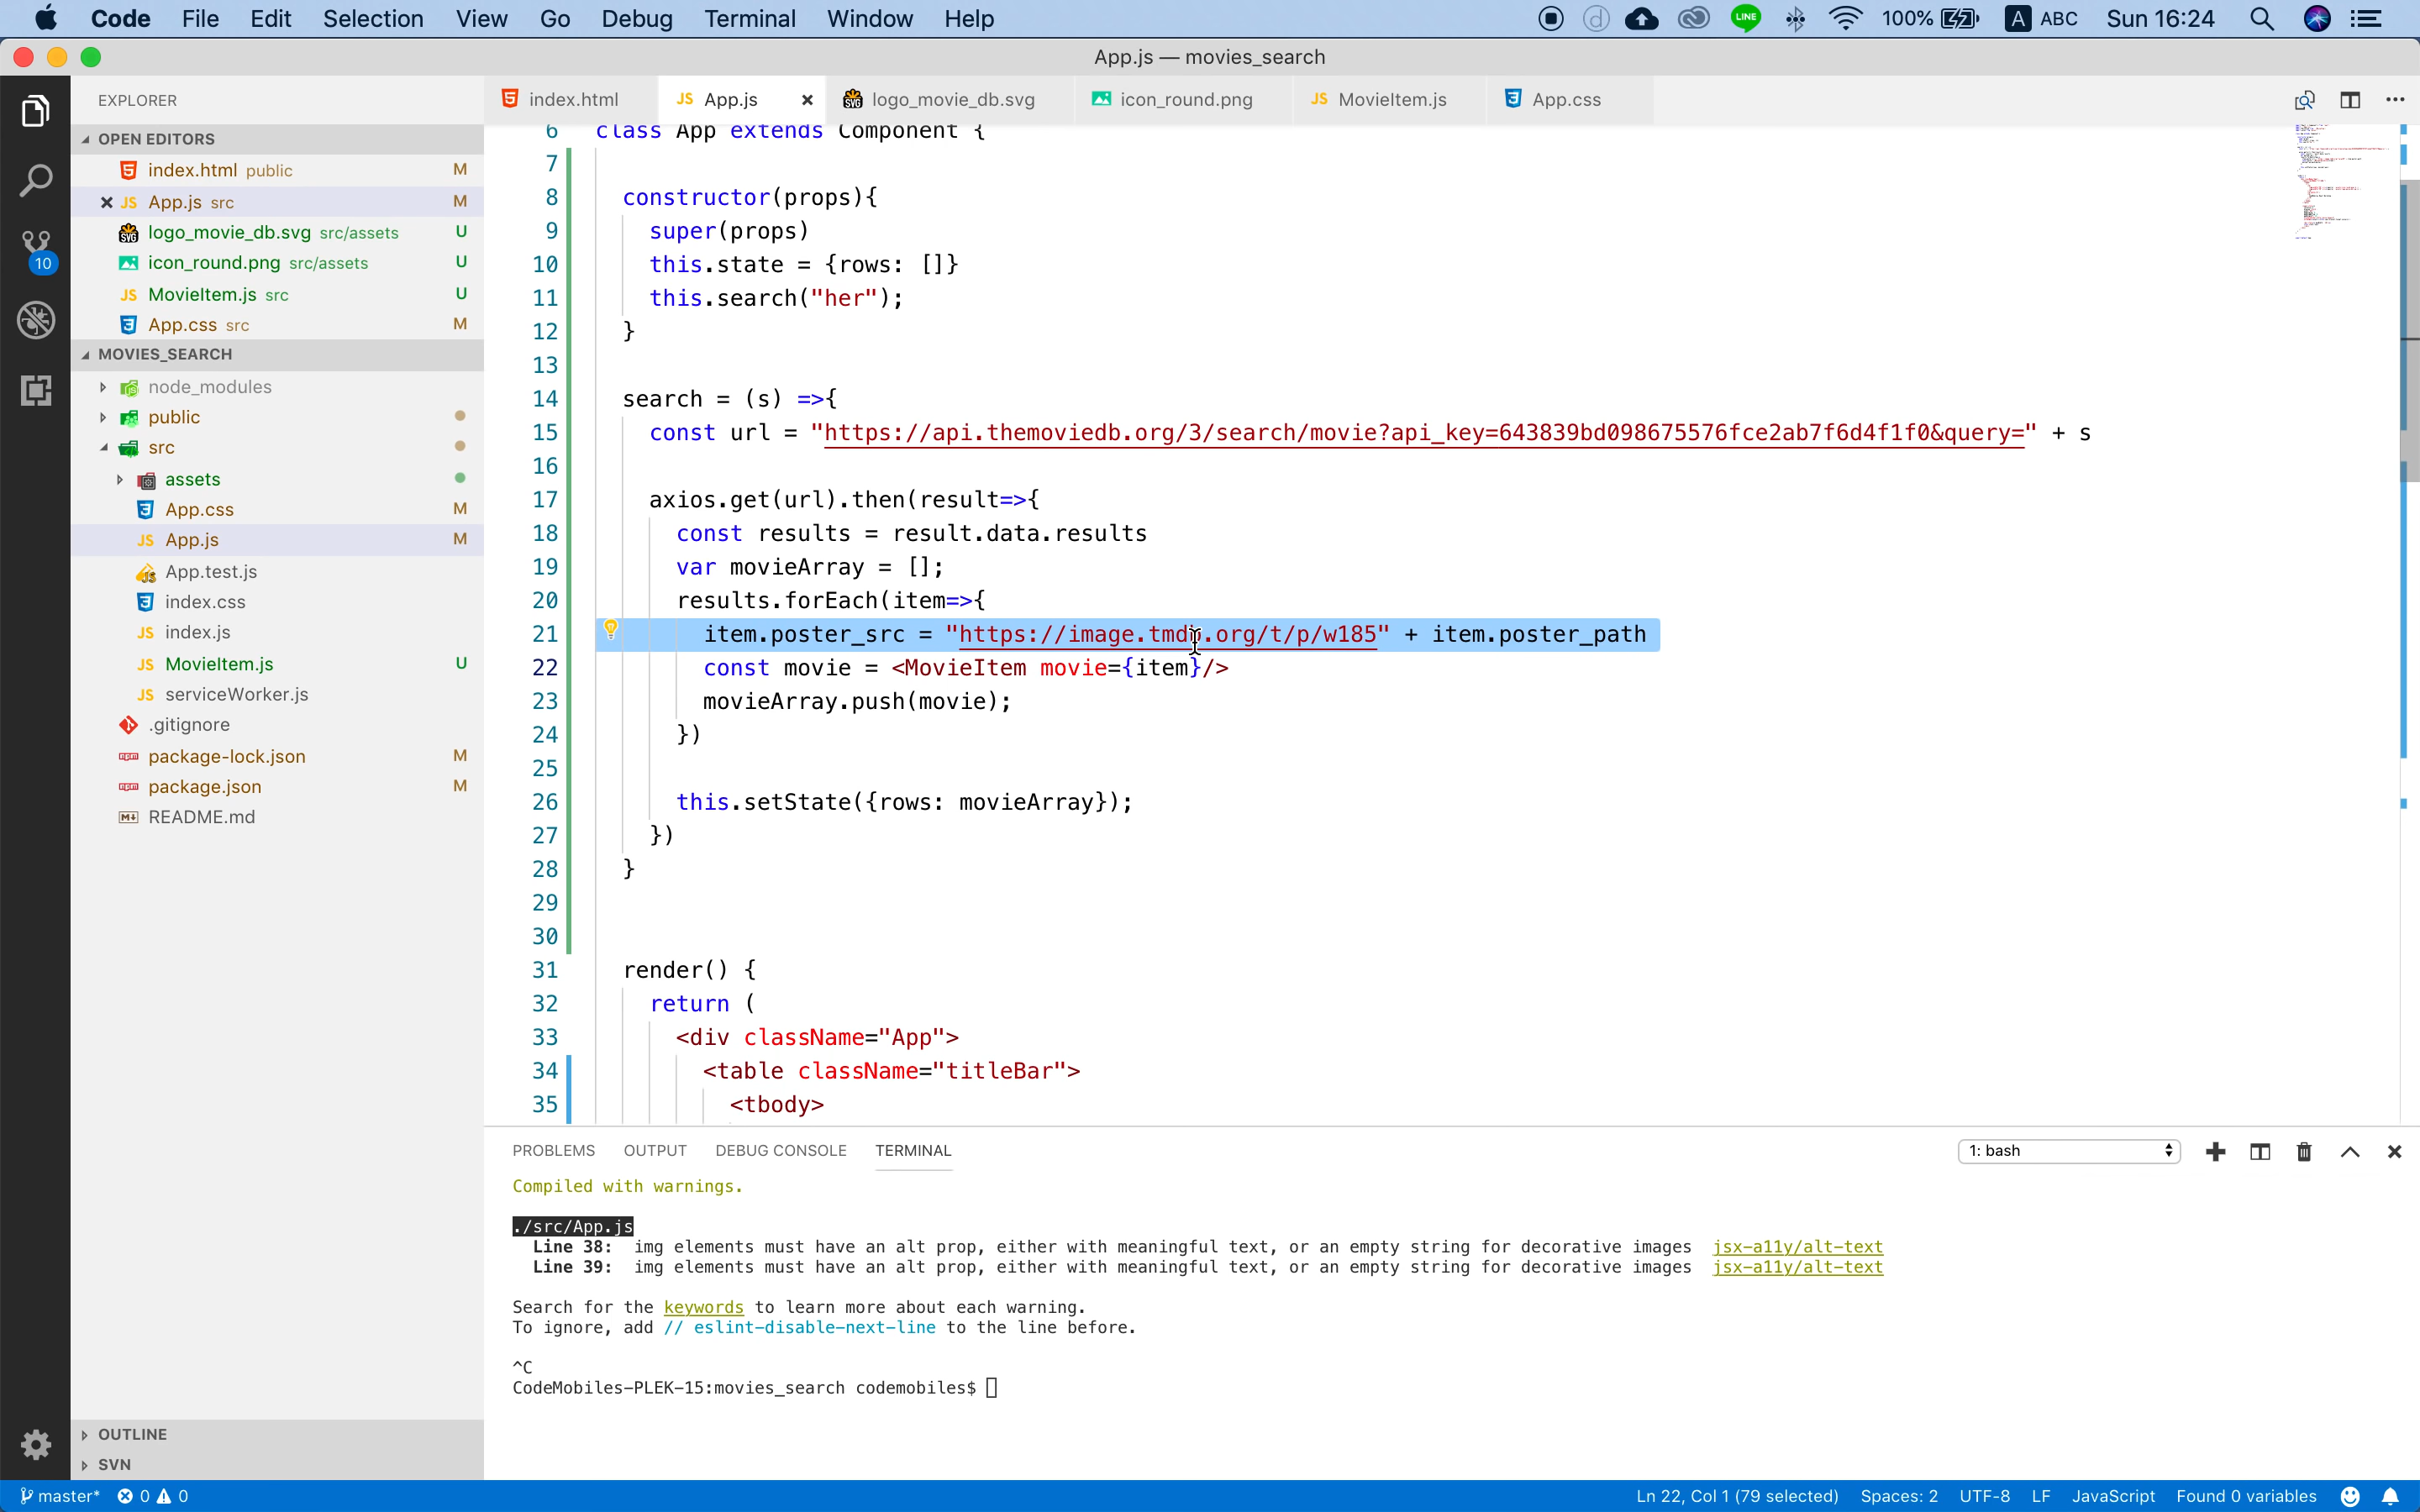 Code File Edit Selection View Go Debug Terminal Window Help
LINE 100% A ABC Sun 16:24
App.js — movies_search
EXPLORER
OPEN EDITORS
index.html public M
JS App.js src M
SVG logo_movie_db.svg src/assets U
icon_round.png src/assets U
JS MovieItem.js src U
App.css src M
10
MOVIES_SEARCH
node_modules
public
src
assets
App.css M
JS App.js M
App.test.js
index.css
JS index.js
JS MovieItem.js U
JS serviceWorker.js
.gitignore
package-lock.json M
package.json M
README.md
OUTLINE
SVN
index.html JS App.js logo_movie_db.svg icon_round.png JS MovieItem.js App.css
6 class App extends Component {
7
8 constructor(props){
9 super(props)
10 this.state = {rows: []}
11 this.search("her");
12 }
13
14 search = (s) =>{
15 const url = "https://api.themoviedb.org/3/search/movie?api_key=643839bd098675576fce2ab7f6d4f1f0&query=" + s
16
17 axios.get(url).then(result=>{
18 const results = result.data.results
19 var movieArray = [];
20 results.forEach(item=>{
21 item.poster_src = "https://image.tmdb.org/t/p/w185" + item.poster_path
22 const movie = <MovieItem movie={item}/>
23 movieArray.push(movie);
24 })
25
26 this.setState({rows: movieArray});
27 })
28 }
29
30
31 render() {
32 return (
33 <div className="App">
34 <table className="titleBar">
35 <tbody>
PROBLEMS OUTPUT DEBUG CONSOLE TERMINAL 1: bash
Compiled with warnings.
./src/App.js
Line 38: img elements must have an alt prop, either with meaningful text, or an empty string for decorative images jsx-a11y/alt-text
Line 39: img elements must have an alt prop, either with meaningful text, or an empty string for decorative images jsx-a11y/alt-text
Search for the keywords to learn more about each warning.
To ignore, add // eslint-disable-next-line to the line before.
^C
CodeMobiles-PLEK-15:movies_search codemobiles$
master* 0 0 Ln 22, Col 1 (79 selected) Spaces: 2 UTF-8 LF JavaScript Found 0 variables